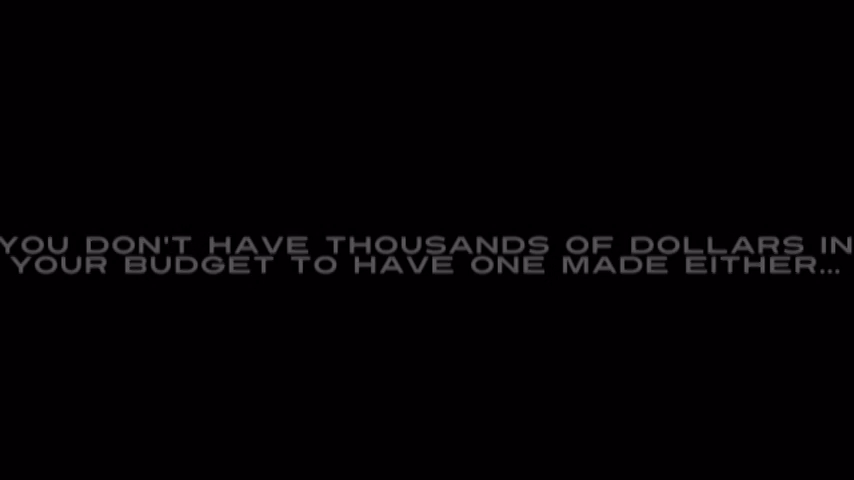 YOU DON'T HAVE THOUSANDS OF DOLLARS IN
YOUR BUDGET TO HAVE ONE MADE EITHER...